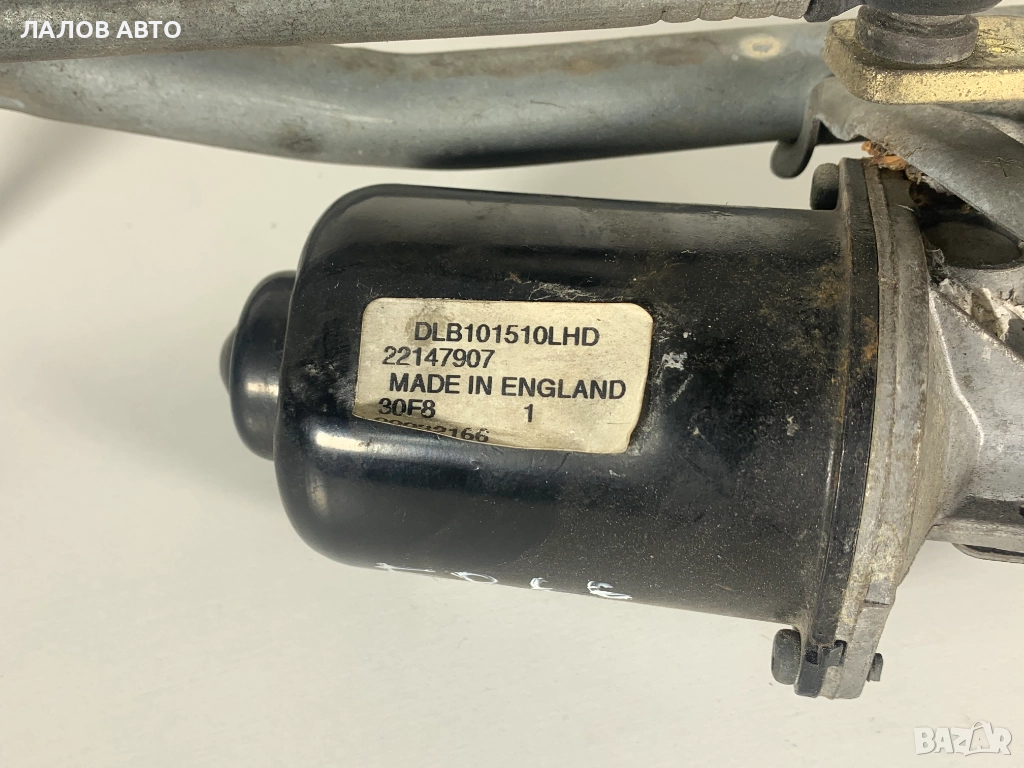 ЛАЛОВ АВТО
DLB101510LHD
22147907
MADE IN ENGLAND
30F8 1
BAZAR